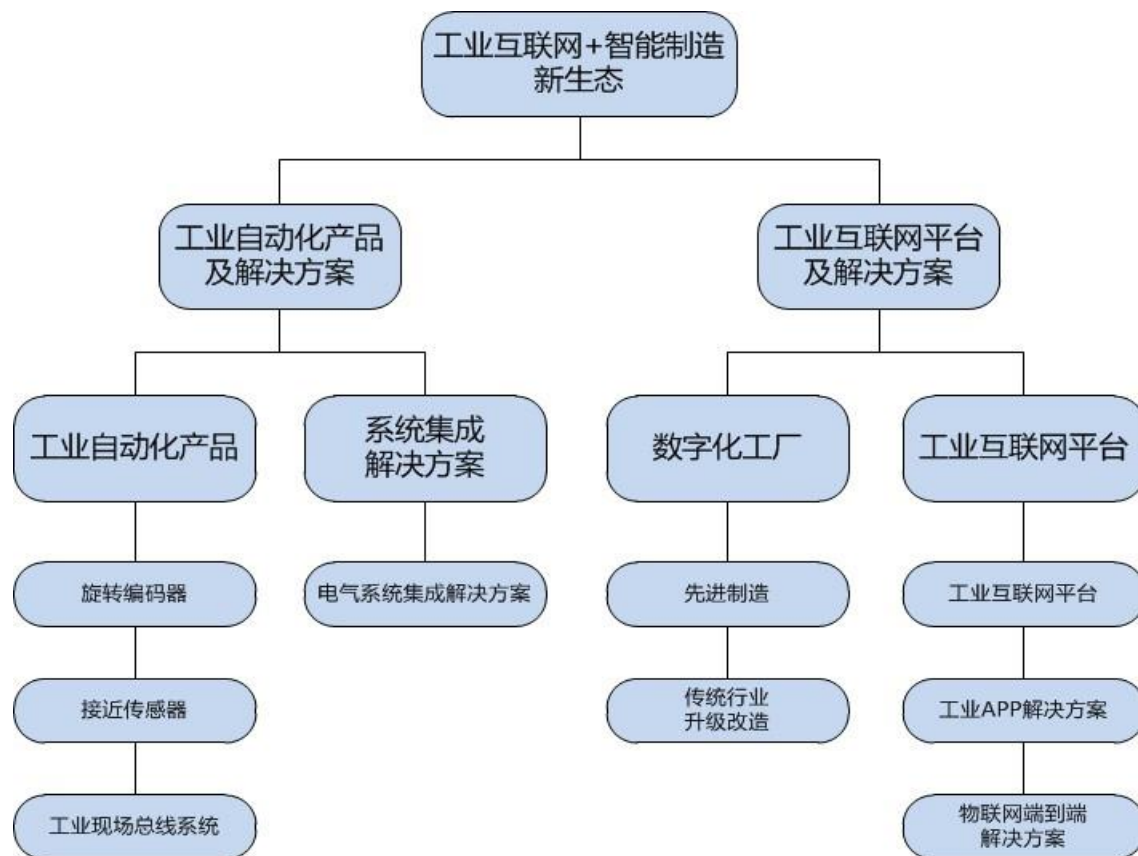 工业互联网+智能制造
新生态
工业自动化产品
及解决方案
工业互联网平台
及解决方案
工业自动化产品
系统集成
解决方案
数字化工厂
工业互联网平台
旋转编码器
电气系统集成解决方案
先进制造
工业互联网平台
接近传感器
传统行业
升级改造
工业APP解决方案
工业现场总线系统
物联网端到端
解决方案